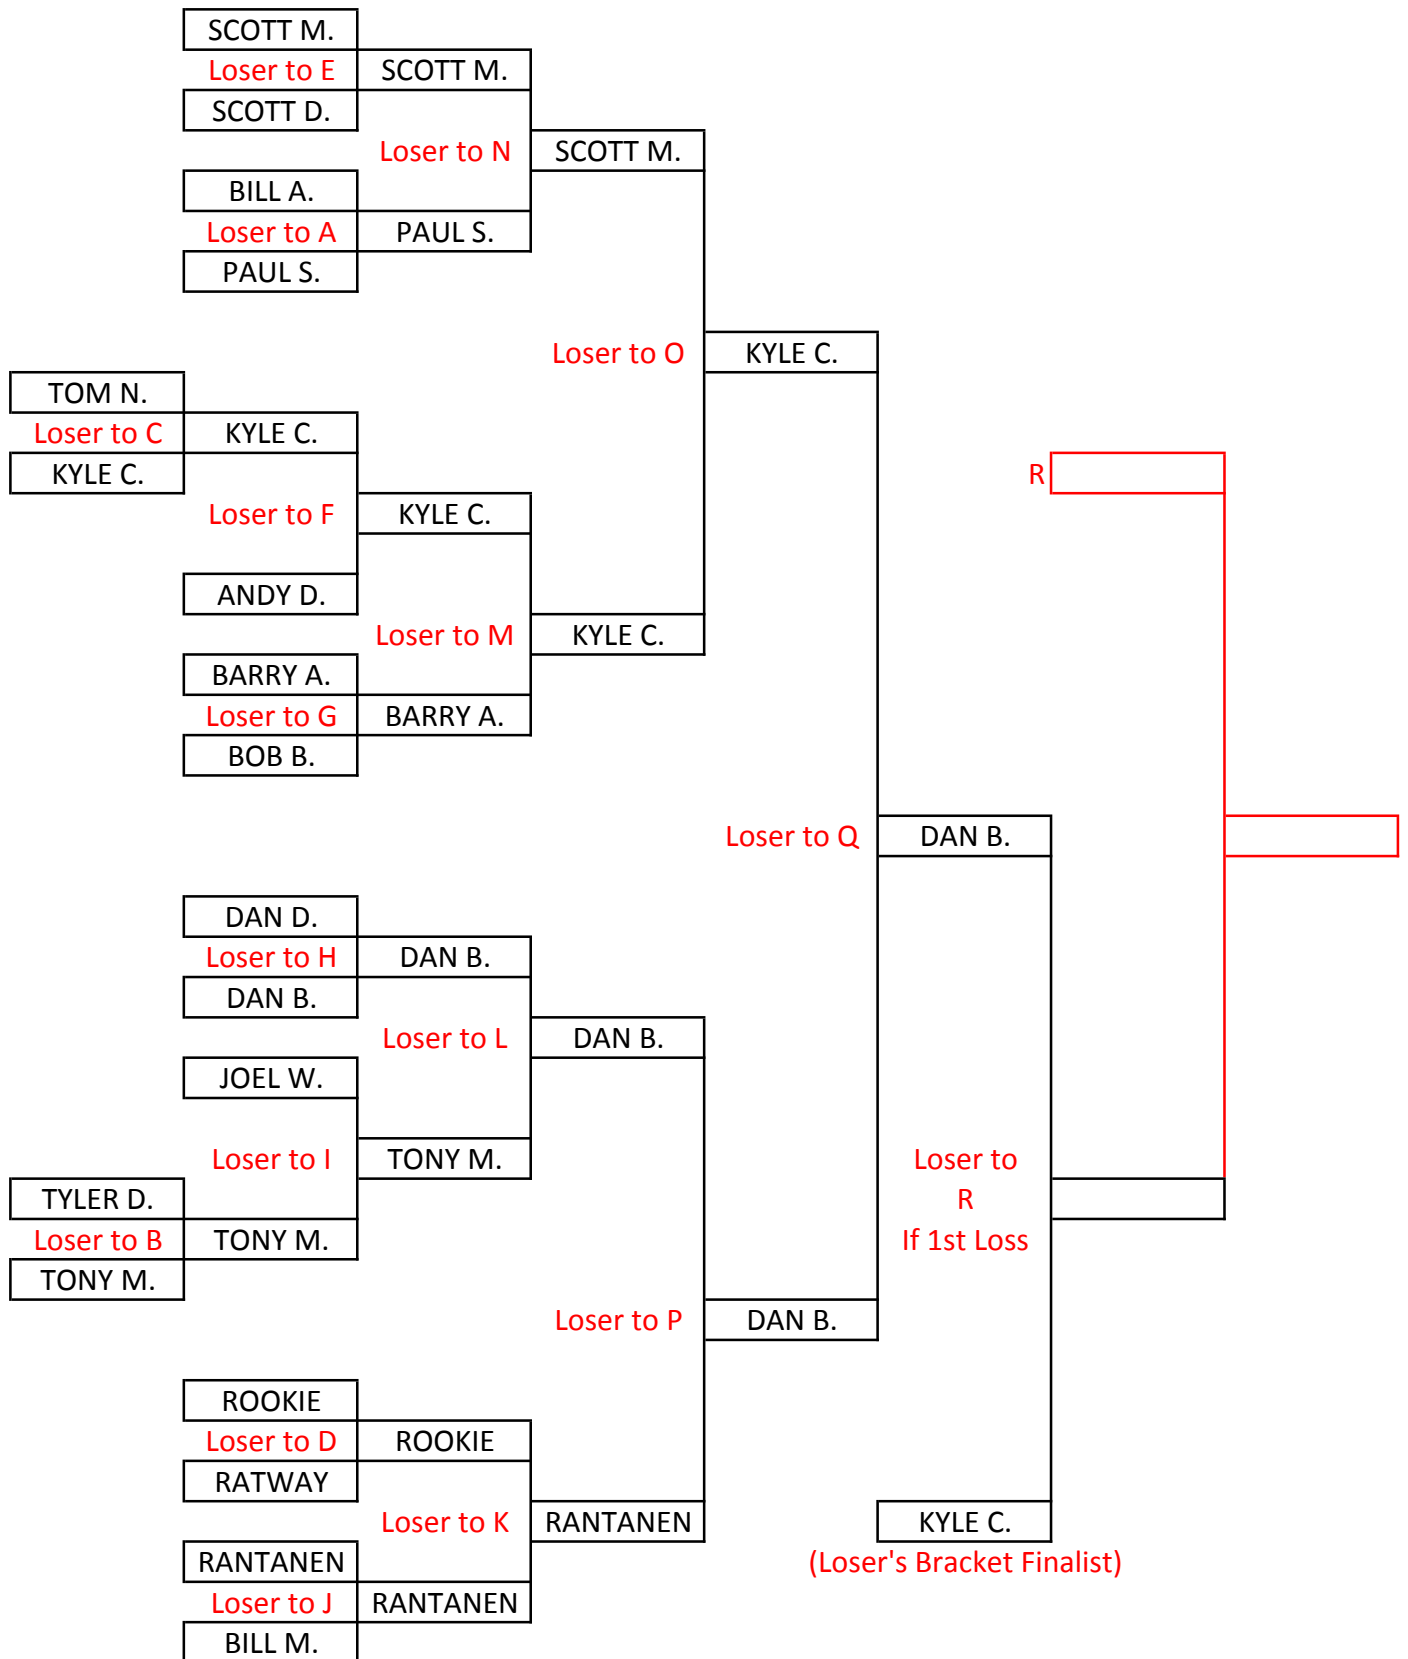 SCOTT M.
Loser to E
SCOTT M.
SCOTT D.
Loser to N
SCOTT M.
BILL A.
Loser to A
PAUL S.
PAUL S.
Loser to O
KYLE C.
TOM N.
Loser to C
KYLE C.
KYLE C.
R
Loser to F
KYLE C.
ANDY D.
Loser to M
KYLE C.
BARRY A.
Loser to G
BARRY A.
BOB B.
Loser to Q
DAN B.
DAN D.
Loser to H
DAN B.
DAN B.
Loser to L
DAN B.
JOEL W.
Loser to I
TONY M.
Loser to
TYLER D.
R
Loser to B
TONY M.
If 1st Loss
TONY M.
Loser to P
DAN B.
ROOKIE
Loser to D
ROOKIE
RATWAY
Loser to K
RANTANEN
KYLE C.
RANTANEN
(Loser's Bracket Finalist)
Loser to J
RANTANEN
BILL M.